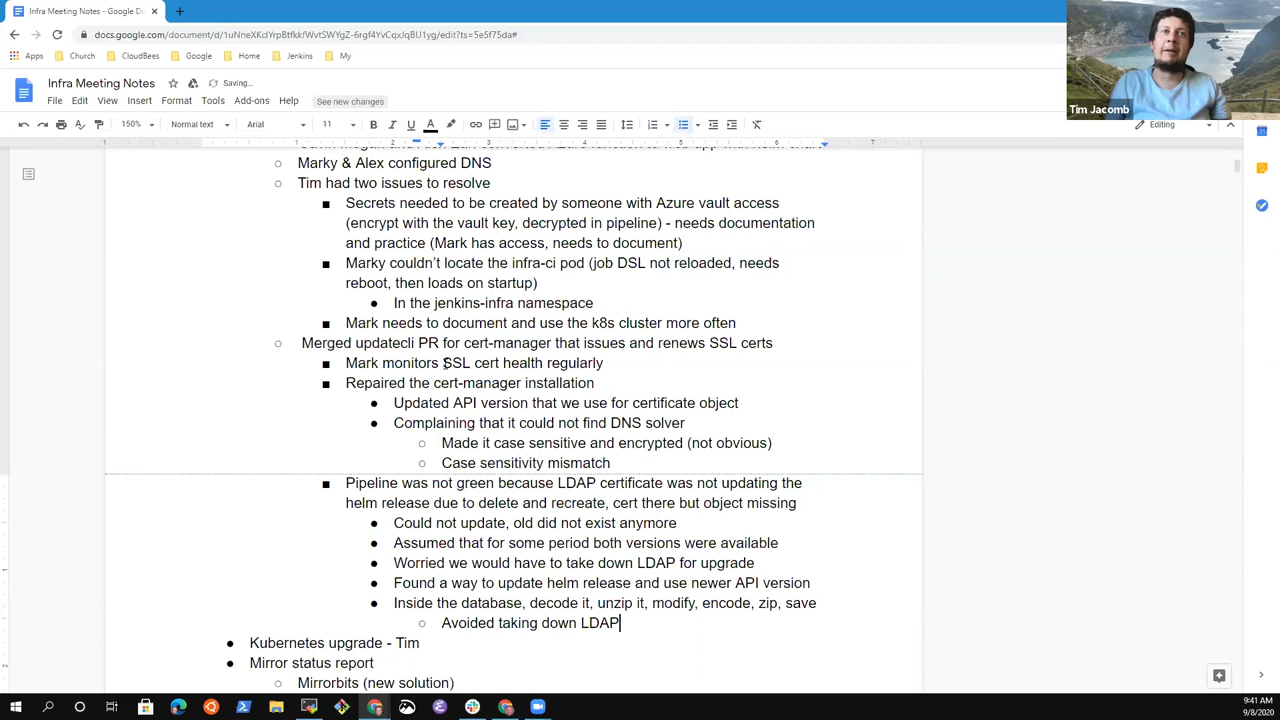 Infra Meeting Notes - Google Do
docs.google.com/document/d/
/edit?ts=5e5f75da#
Apps Church CloudBees Google Home Jenkins My
Infra Meeting Notes
Saving...
File Edit View Insert Format Tools Add-ons Help See new changes
150% Normal text Arial 11 B I U A Editing
1 1 2 3 4 5 6 7
Marky & Alex configured DNS
Tim had two issues to resolve
Secrets needed to be created by someone with Azure vault access
(encrypt with the vault key, decrypted in pipeline) - needs documentation
and practice (Mark has access, needs to document)
Marky couldn't locate the infra-ci pod (job DSL not reloaded, needs
reboot, then loads on startup)
In the jenkins-infra namespace
Mark needs to document and use the k8s cluster more often
Merged updatecli PR for cert-manager that issues and renews SSL certs
Mark monitors SSL cert health regularly
Repaired the cert-manager installation
Updated API version that we use for certificate object
Complaining that it could not find DNS solver
Made it case sensitive and encrypted (not obvious)
Case sensitivity mismatch
Pipeline was not green because LDAP certificate was not updating the
helm release due to delete and recreate, cert there but object missing
Could not update, old did not exist anymore
Assumed that for some period both versions were available
Worried we would have to take down LDAP for upgrade
Found a way to update helm release and use newer API version
Inside the database, decode it, unzip it, modify, encode, zip, save
Avoided taking down LDAP
Kubernetes upgrade - Tim
Mirror status report
Mirrorbits (new solution)
Tim Jacomb
9:41 AM
9/8/2020